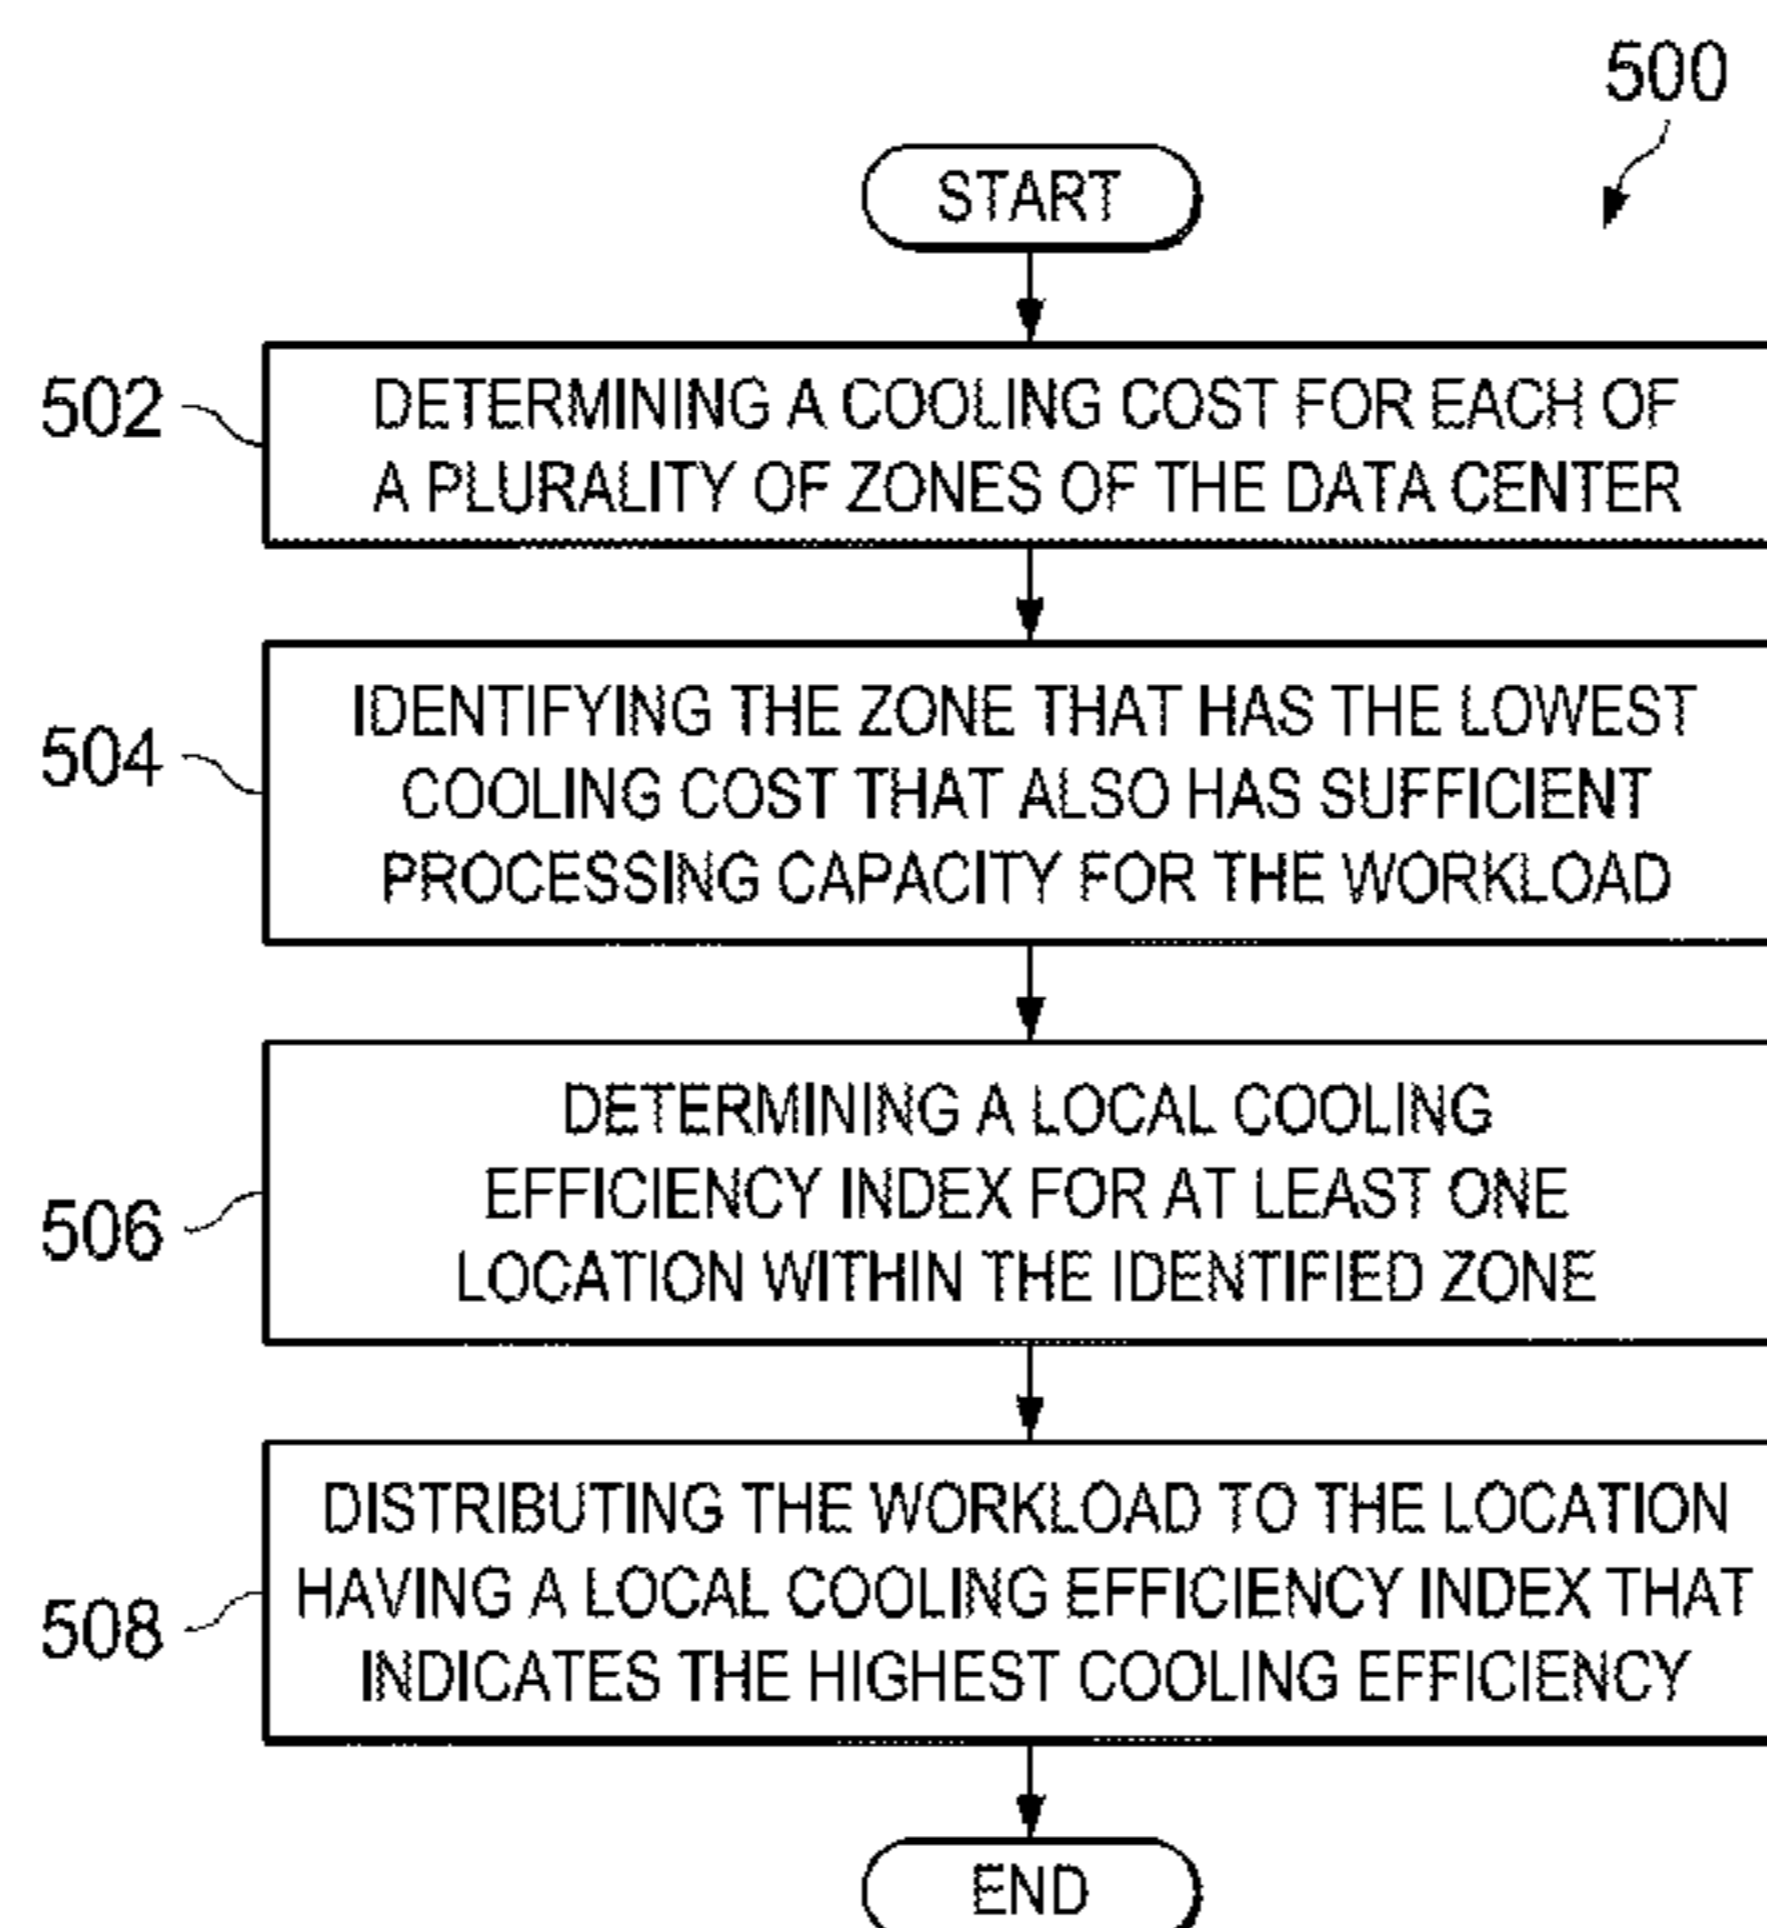 500
START
502
DETERMINING A COOLING COST FOR EACH OF
A PLURALITY OF ZONES OF THE DATA CENTER
504
IDENTIFYING THE ZONE THAT HAS THE LOWEST
COOLING COST THAT ALSO HAS SUFFICIENT
PROCESSING CAPACITY FOR THE WORKLOAD
506
DETERMINING A LOCAL COOLING
EFFICIENCY INDEX FOR AT LEAST ONE
LOCATION WITHIN THE IDENTIFIED ZONE
508
DISTRIBUTING THE WORKLOAD TO THE LOCATION
HAVING A LOCAL COOLING EFFICIENCY INDEX THAT
INDICATES THE HIGHEST COOLING EFFICIENCY
END